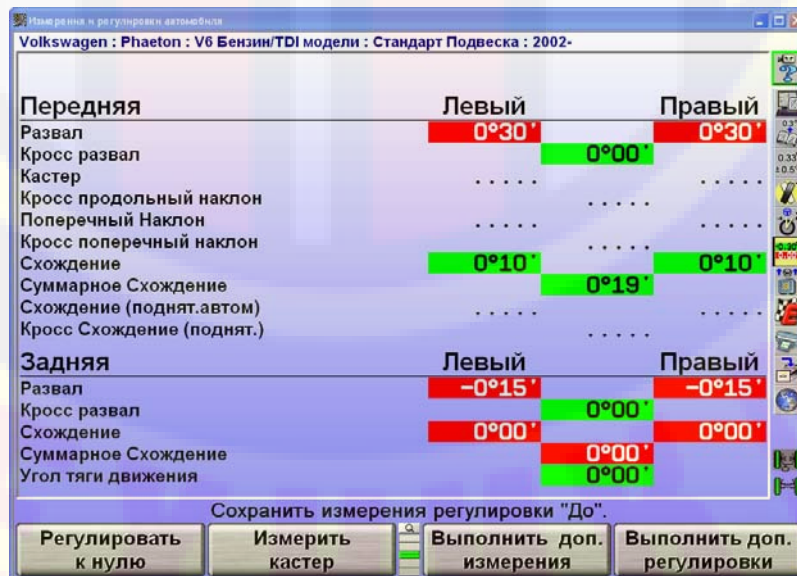 Измерения и регулировки автомобиля
Volkswagen : Phaeton : V6 Бензин/TDI модели : Стандарт Подвеска : 2002-
Передняя Левый Правый
Развал 0°30' 0°30'
Кросс развал 0°00'
Кастер . . . . . . . . . .
Кросс продольный наклон . . . . .
Поперечный Наклон . . . . . . . . . .
Кросс поперечный наклон . . . . .
Схождение 0°10' 0°10'
Суммарное Схождение 0°19'
Схождение (поднят.автом) . . . . . . . . . .
Кросс Схождение (поднят.) . . . . .
Задняя Левый Правый
Развал -0°15' -0°15'
Кросс развал 0°00'
Схождение 0°00' 0°00'
Суммарное Схождение 0°00'
Угол тяги движения 0°00'
Сохранить измерения регулировки "До".
Регулировать к нулю
Измерить кастер
Выполнить доп. измерения
Выполнить доп. регулировки